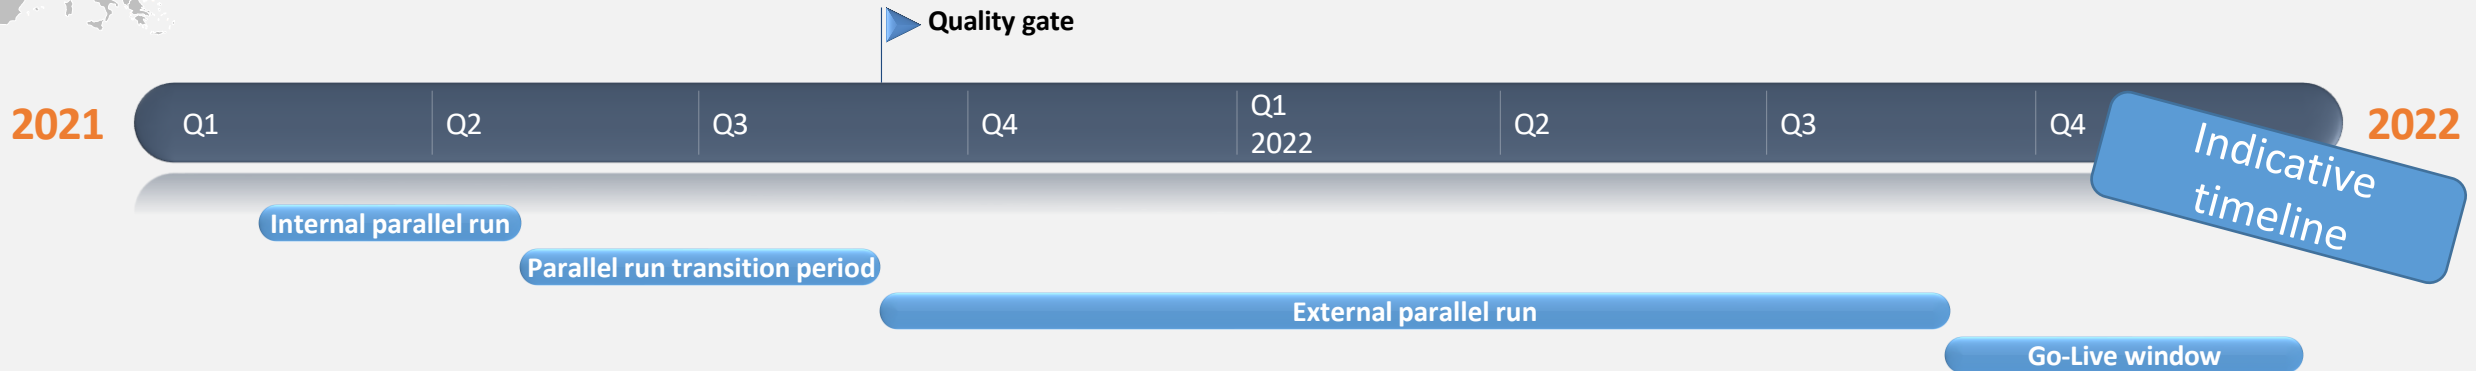 Quality gate
2021
Q1
Q2
Q3
Q4
Q1
2022
Q2
Q3
Q4
2022
Indicative
timeline
Internal parallel run
Parallel run transition period
External parallel run
Go-Live window